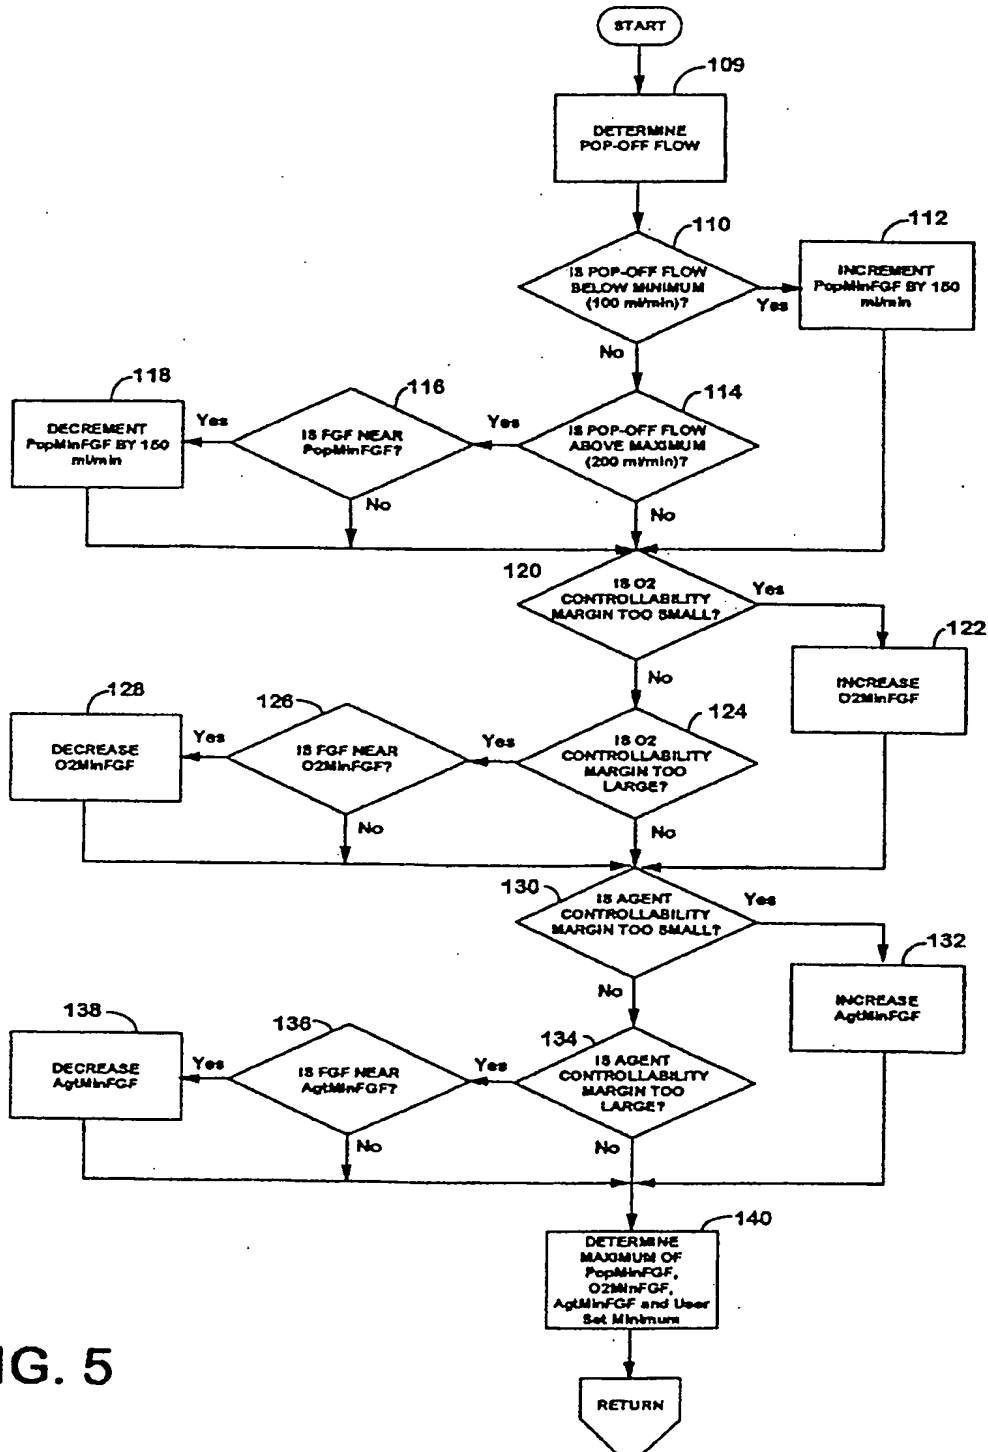 START
109
DETERMINE
POP-OFF FLOW
110
IS POP-OFF FLOW
BELOW MINIMUM
(100 ml/min)?
Yes
112
INCREMENT
PopMinFGF BY 150
ml/min
No
114
IS POP-OFF FLOW
ABOVE MAXIMUM
(200 ml/min)?
Yes
116
IS FGF NEAR
PopMinFGF?
Yes
118
DECREMENT
PopMinFGF BY 150
ml/min
No
No
120
IS O2
CONTROLLABILITY
MARGIN TOO SMALL?
Yes
122
INCREASE
O2MinFGF
No
124
IS O2
CONTROLLABILITY
MARGIN TOO
LARGE?
Yes
126
IS FGF NEAR
O2MinFGF?
Yes
128
DECREASE
O2MinFGF
No
No
130
IS AGENT
CONTROLLABILITY
MARGIN TOO SMALL?
Yes
132
INCREASE
AgtMinFGF
No
134
IS AGENT
CONTROLLABILITY
MARGIN TOO
LARGE?
Yes
136
IS FGF NEAR
AgtMinFGF?
Yes
138
DECREASE
AgtMinFGF
No
No
140
DETERMINE
MAXIMUM OF
PopMinFGF,
O2MinFGF,
AgtMinFGF and User
Set Minimum
RETURN
IG. 5